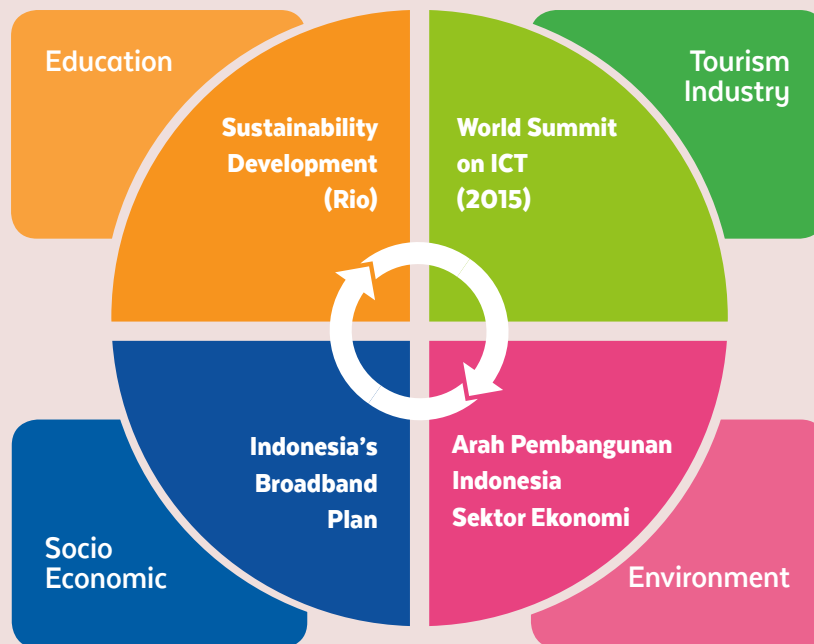 Education
Sustainability
Development
(Rio)
World Summit
on ICT
(2015)
Tourism
Industry
Indonesia's
Broadband
Plan
Arah Pembangunan
Indonesia
Sektor Ekonomi
Socio
Economic
Environment